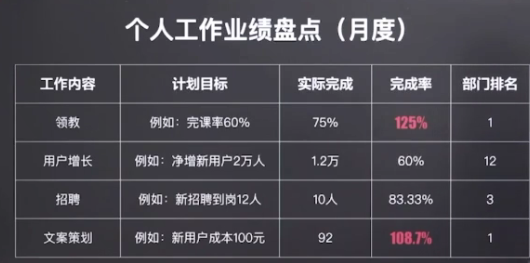 个人工作业绩盘点（月度）
工作内容 计划目标 实际完成 完成率 部门排名
领教 例如：完课率60% 75% 125% 1
用户增长 例如：净增新用户2万人 1.2万 60% 12
招聘 例如：新招聘到岗12人 10人 83.33% 3
文案策划 例如：新用户成本100元 92 108.7% 1